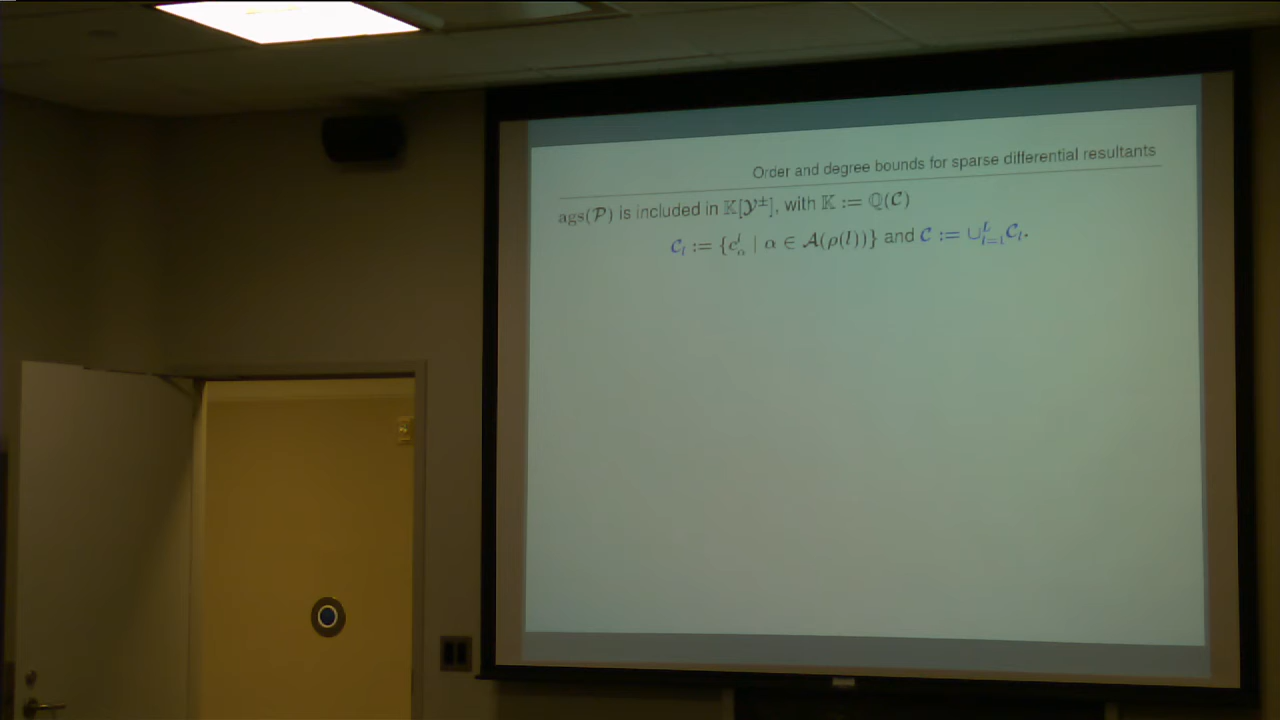 Order and degree bounds for sparse differential resultants
ags(𝒫) is included in 𝕂[𝒴^±], with 𝕂 := ℚ(𝒞)
𝒞_l := {c^l_α | α ∈ 𝒜(ρ(l))} and 𝒞 := ∪^L_{l=1} 𝒞_l.